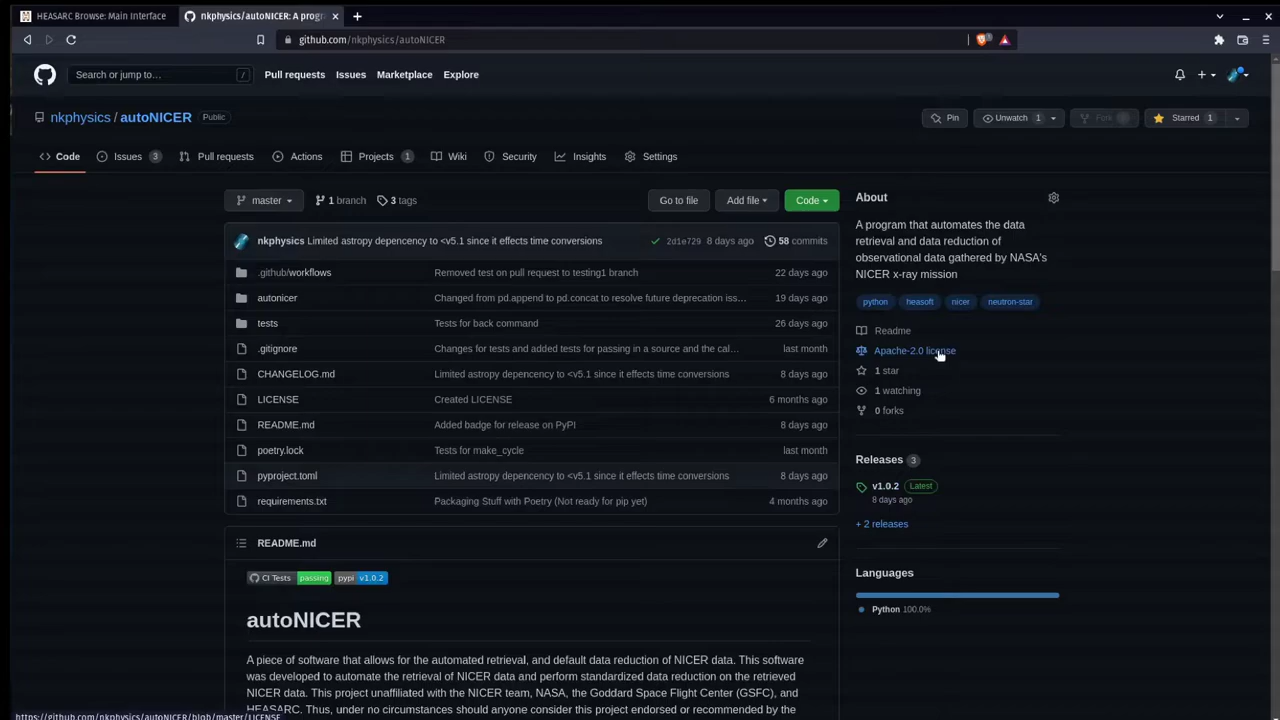 HEASARC Browse: Main Interface
nkphysics/autoNICER: A progr
github.com/nkphysics/autoNICER
Search or jump to… /
Pull requests Issues Marketplace Explore
nkphysics / autoNICER Public
Pin Unwatch 1 Fork Starred 1
Code Issues 3 Pull requests Actions Projects 1 Wiki Security Insights Settings
master 1 branch 3 tags Go to file Add file Code
nkphysics Limited astropy depencency to <v5.1 since it effects time conversions 2d1e729 8 days ago 58 commits
.github/workflows Removed test on pull request to testing1 branch 22 days ago
autonicer Changed from pd.append to pd.concat to resolve future deprecation iss… 19 days ago
tests Tests for back command 26 days ago
.gitignore Changes for tests and added tests for passing in a source and the cal… last month
CHANGELOG.md Limited astropy depencency to <v5.1 since it effects time conversions 8 days ago
LICENSE Created LICENSE 6 months ago
README.md Added badge for release on PyPI 8 days ago
poetry.lock Tests for make_cycle last month
pyproject.toml Limited astropy depencency to <v5.1 since it effects time conversions 8 days ago
requirements.txt Packaging Stuff with Poetry (Not ready for pip yet) 4 months ago
README.md
CI Tests passing pypi v1.0.2
autoNICER
A piece of software that allows for the automated retrieval, and default data reduction of NICER data. This software
was developed to automate the retrieval of NICER data and perform standardized data reduction on the retrieved
NICER data. This project unaffiliated with the NICER team, NASA, the Goddard Space Flight Center (GSFC), and
HEASARC. Thus, under no circumstances should anyone consider this project endorsed or recommended by the
About
A program that automates the data
retrieval and data reduction of
observational data gathered by NASA's
NICER x-ray mission
python heasoft nicer neutron-star
Readme
Apache-2.0 license
1 star
1 watching
0 forks
Releases 3
v1.0.2 Latest
8 days ago
+ 2 releases
Languages
Python 100.0%
https://github.com/nkphysics/autoNICER/blob/master/LICENSE